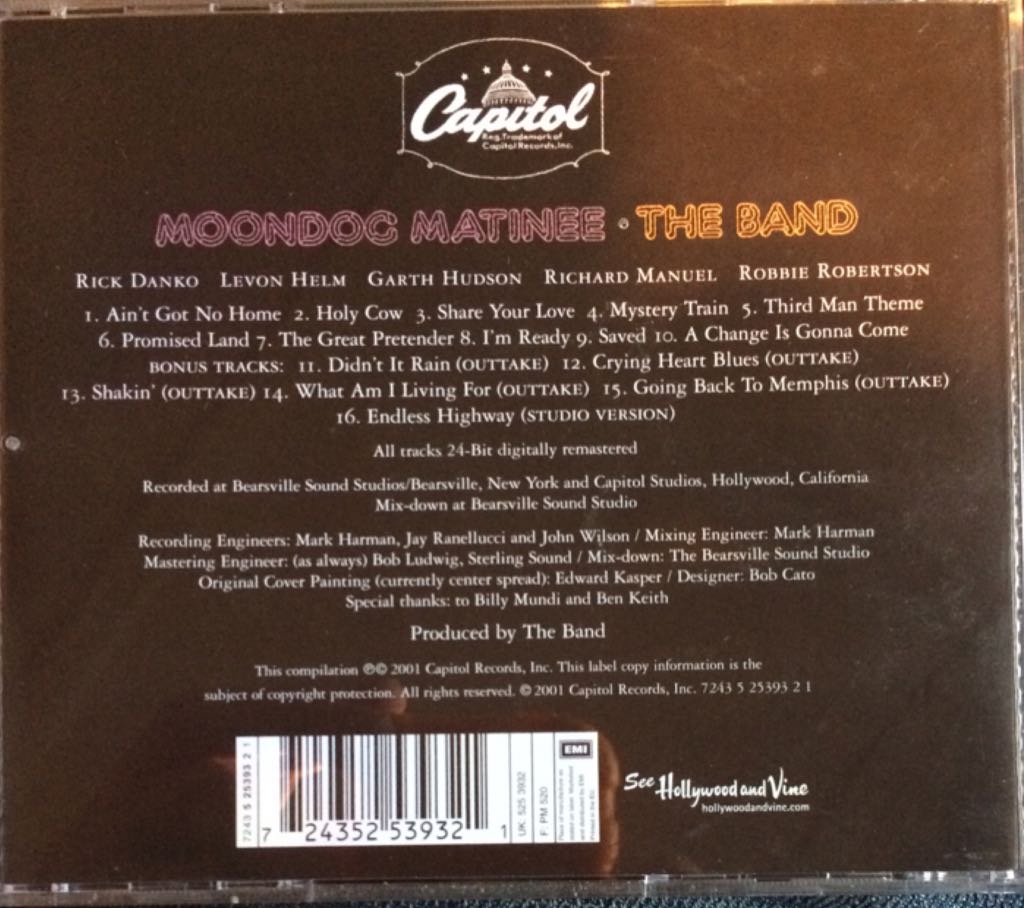 Capitol
Reg. Trademark of
Capitol Records, Inc.
MOONDOG MATINEE • THE BAND
RICK DANKO LEVON HELM GARTH HUDSON RICHARD MANUEL ROBBIE ROBERTSON
1. Ain't Got No Home 2. Holy Cow 3. Share Your Love 4. Mystery Train 5. Third Man Theme
6. Promised Land 7. The Great Pretender 8. I'm Ready 9. Saved 10. A Change Is Gonna Come
BONUS TRACKS: 11. Didn't It Rain (OUTTAKE) 12. Crying Heart Blues (OUTTAKE)
13. Shakin' (OUTTAKE) 14. What Am I Living For (OUTTAKE) 15. Going Back To Memphis (OUTTAKE)
16. Endless Highway (STUDIO VERSION)
All tracks 24-Bit digitally remastered
Recorded at Bearsville Sound Studios/Bearsville, New York and Capitol Studios, Hollywood, California
Mix-down at Bearsville Sound Studio
Recording Engineers: Mark Harman, Jay Ranellucci and John Wilson / Mixing Engineer: Mark Harman
Mastering Engineer: (as always) Bob Ludwig, Sterling Sound / Mix-down: The Bearsville Sound Studio
Original Cover Painting (currently center spread): Edward Kasper / Designer: Bob Cato
Special thanks: to Billy Mundi and Ben Keith
Produced by The Band
This compilation ℗© 2001 Capitol Records, Inc. This label copy information is the
subject of copyright protection. All rights reserved. © 2001 Capitol Records, Inc. 7243 5 25393 2 1
7243 5 25393 2 1
7 24352 53932 1
UK: 525 3932
F: PM 520
EMI
See Hollywood and Vine
hollywoodandvine.com